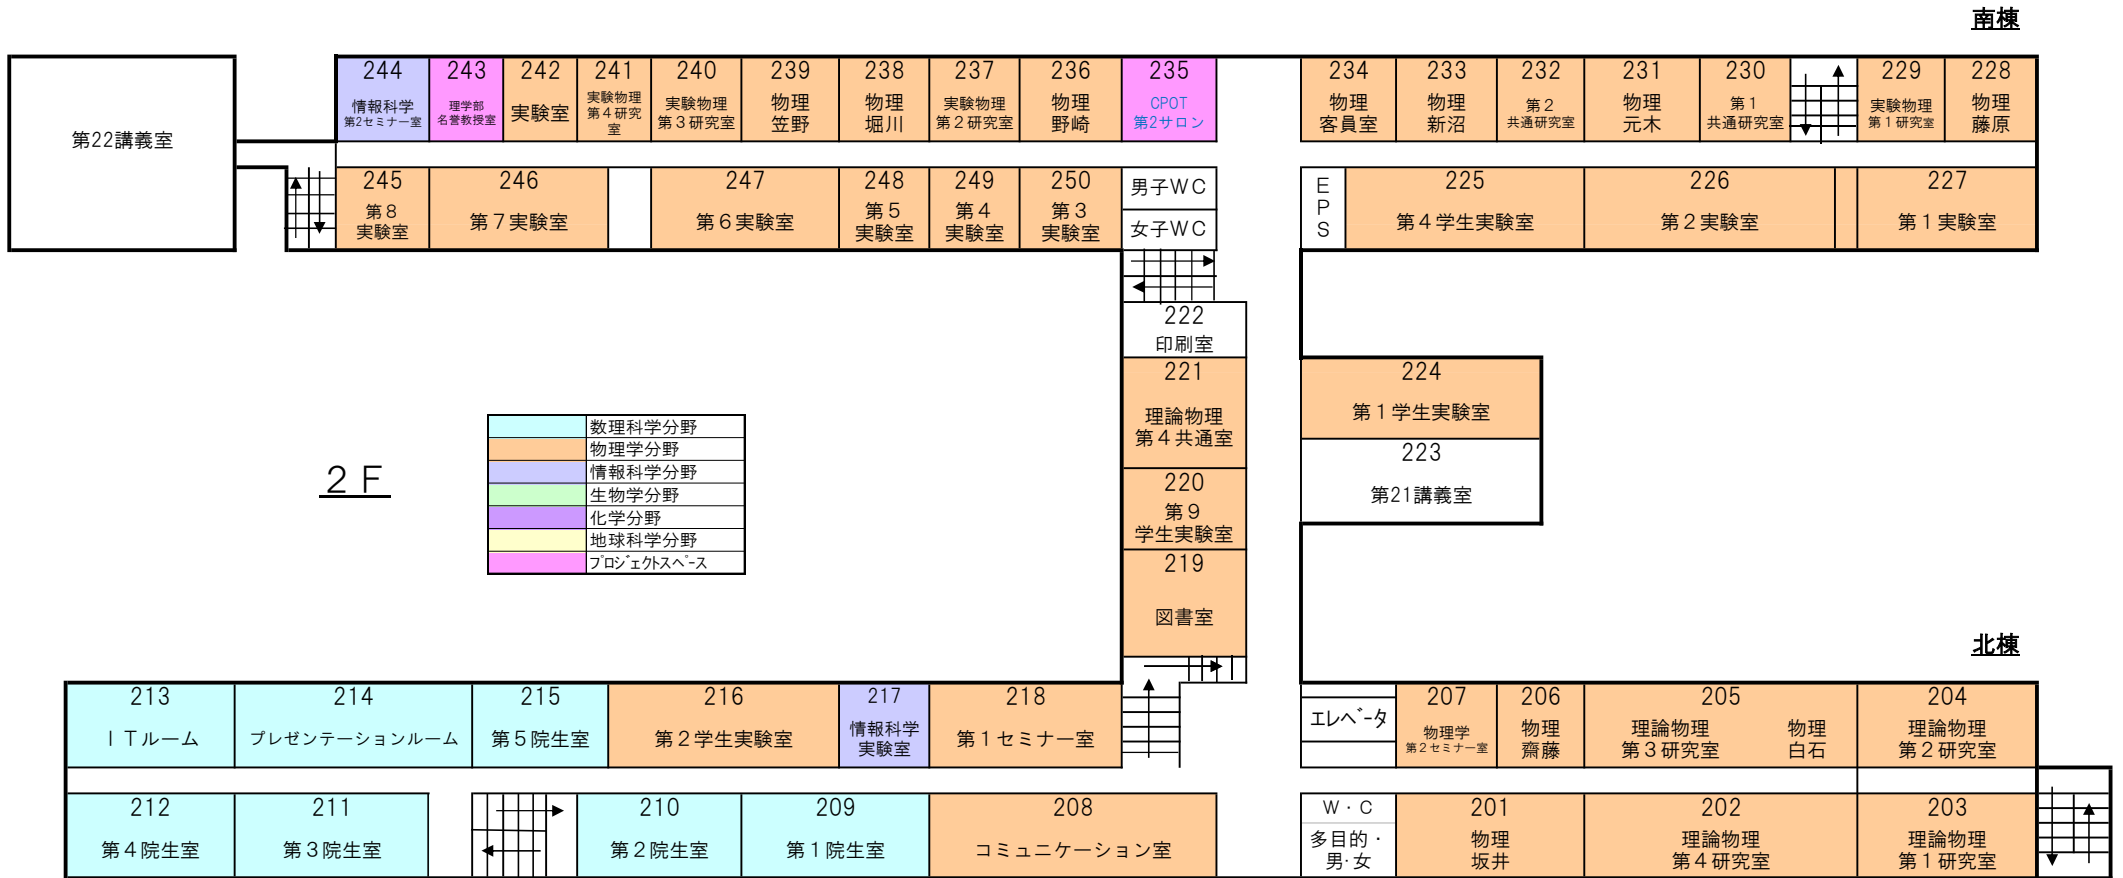 南棟
第22講義室
244
情報科学
第2セミナー室
243
理学部
名誉教授室
242
実験室
241
実験物理
第４研究
室
240
実験物理
第３研究室
239
物理
笠野
238
物理
堀川
237
実験物理
第２研究室
236
物理
野崎
235
CPOT
第2サロン
234
物理
客員室
233
物理
新沼
232
第２
共通研究室
231
物理
元木
230
第１
共通研究室
229
実験物理
第１研究室
228
物理
藤原
245
第８
実験室
246
第７実験室
247
第６実験室
248
第５
実験室
249
第４
実験室
250
第３
実験室
男子ＷＣ
女子ＷＣ
Ｅ
Ｐ
Ｓ
225
第４学生実験室
226
第２実験室
227
第１実験室
222
印刷室
221
理論物理
第４共通室
220
第９
学生実験室
219
図書室
224
第１学生実験室
223
第21講義室
２Ｆ
数理科学分野
物理学分野
情報科学分野
生物学分野
化学分野
地球科学分野
ﾌﾟﾛｼﾞｪｸﾄｽﾍﾟｰｽ
北棟
213
ＩＴルーム
214
プレゼンテーションルーム
215
第５院生室
216
第２学生実験室
217
情報科学
実験室
218
第１セミナー室
エレベータ
207
物理学
第２セミナー室
206
物理
齋藤
205
理論物理
第３研究室
物理
白石
204
理論物理
第２研究室
212
第４院生室
211
第３院生室
210
第２院生室
209
第１院生室
208
コミュニケーション室
Ｗ・Ｃ
多目的・
男･女
201
物理
坂井
202
理論物理
第４研究室
203
理論物理
第１研究室